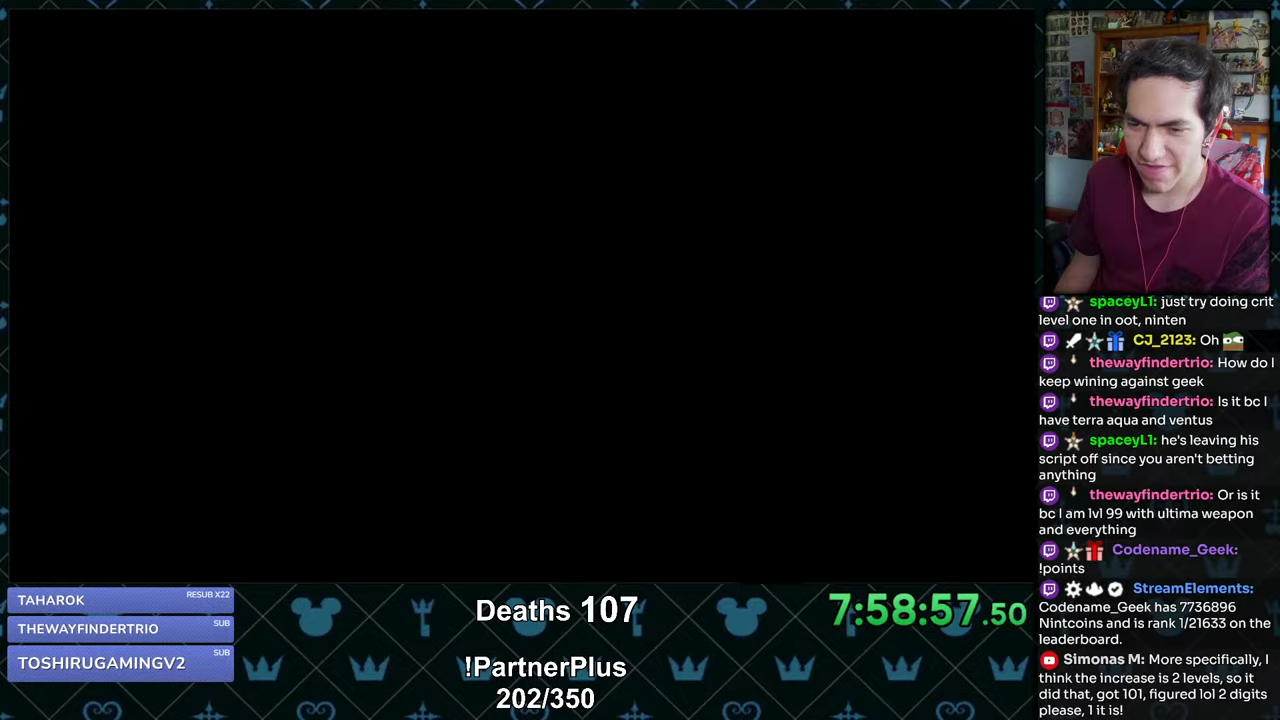 spaceyL1: just try doing crit
level one in oot, ninten
CJ_2123: Oh
thewayfindertrio: How do I
keep wining against geek
thewayfindertrio: Is it bc I
have terra aqua and ventus
spaceyL1: he's leaving his
script off since you aren't betting
anything
thewayfindertrio: Or is it
bc I am lvl 99 with ultima weapon
and everything
Codename_Geek:
!points
StreamElements:
Codename_Geek has 7736896
Nintcoins and is rank 1/21633 on the
leaderboard.
Simonas M: More specifically, I
think the increase is 2 levels, so it
did that, got 101, figured lol 2 digits
please, 1 it is!
TAHAROK RESUB X22
THEWAYFINDERTRIO SUB
TOSHIRUGAMINGV2 SUB
Deaths 107
!PartnerPlus
202/350
7:58:57.50